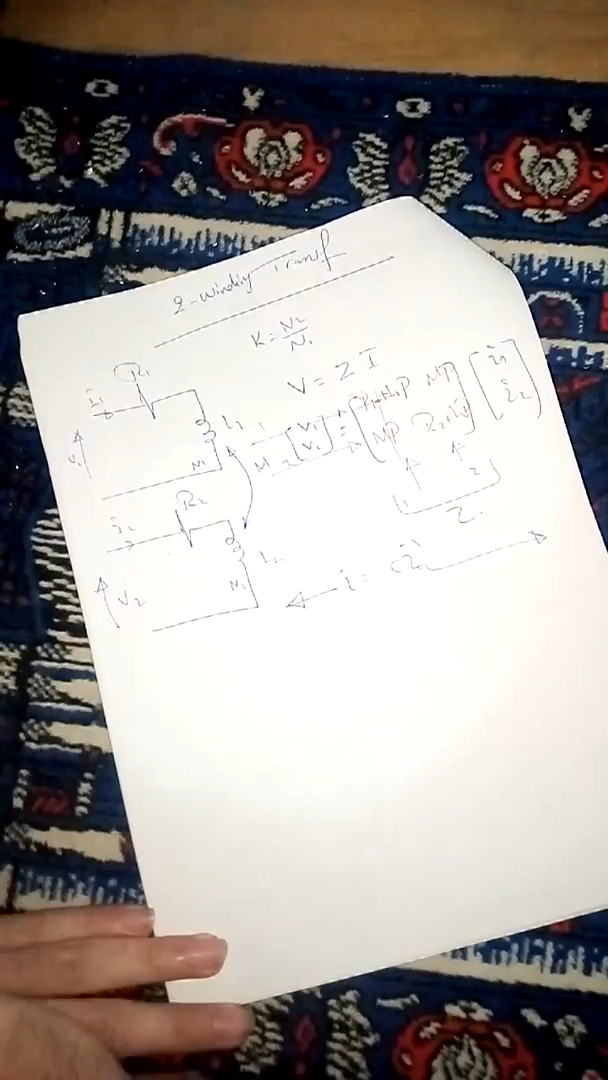 2-winding Transf
K = N2/N1
V = Z I
i1 R1
L1
v1
N1
M
[v1 v2] = [R1+L1P MP MP R2+L2P] [i1 i2]
1 2
Z
i2 R2
L2
v2
N2